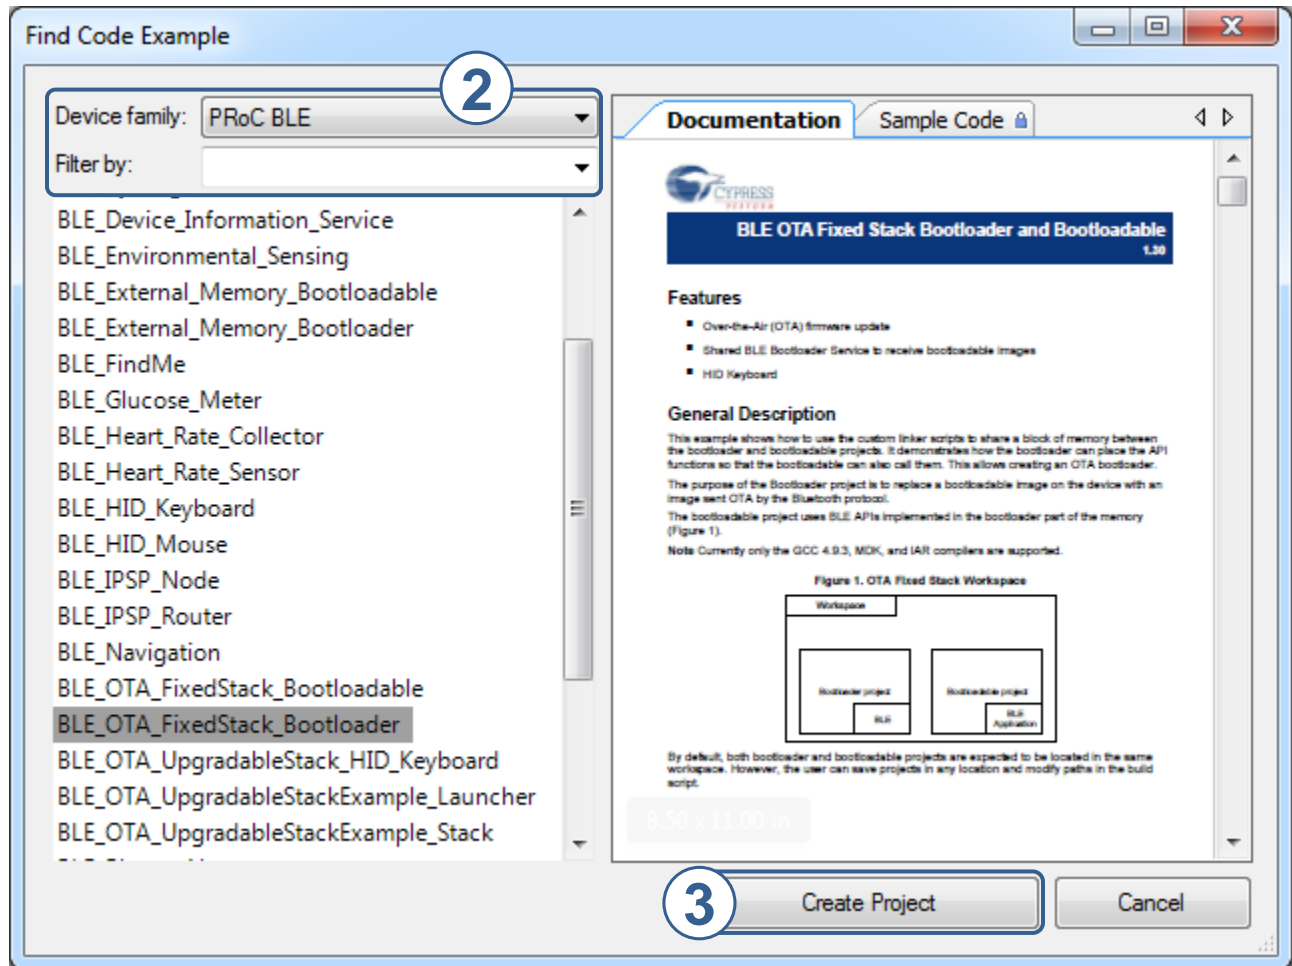 Find Code Example
2
Device family:
PRoC BLE
Filter by:
BLE_Device_Information_Service
BLE_Environmental_Sensing
BLE_External_Memory_Bootloadable
BLE_External_Memory_Bootloader
BLE_FindMe
BLE_Glucose_Meter
BLE_Heart_Rate_Collector
BLE_Heart_Rate_Sensor
BLE_HID_Keyboard
BLE_HID_Mouse
BLE_IPSP_Node
BLE_IPSP_Router
BLE_Navigation
BLE_OTA_FixedStack_Bootloadable
BLE_OTA_FixedStack_Bootloader
BLE_OTA_UpgradableStack_HID_Keyboard
BLE_OTA_UpgradableStackExample_Launcher
BLE_OTA_UpgradableStackExample_Stack
Documentation
Sample Code
CYPRESS
PERFORM
BLE OTA Fixed Stack Bootloader and Bootloadable
1.30
Features
Over-the-Air (OTA) firmware update
Shared BLE Bootloader Service to receive bootloadable images
HID Keyboard
General Description
This example shows how to use the custom linker scripts to share a block of memory between
the bootloader and bootloadable projects. It demonstrates how the bootloader can place the API
functions so that the bootloadable can also call them. This allows creating an OTA bootloader.
The purpose of the Bootloader project is to replace a bootloadable image on the device with an
image sent OTA by the Bluetooth protocol.
The bootloadable project uses BLE APIs implemented in the bootloader part of the memory
(Figure 1).
Note Currently only the GCC 4.9.3, MDK, and IAR compilers are supported.
Figure 1. OTA Fixed Stack Workspace
Workspace
Bootloader project
BLE
Bootloadable project
BLE
Application
By default, both bootloader and bootloadable projects are expected to be located in the same
workspace. However, the user can save projects in any location and modify paths in the build
script.
8.50 x 11.00 in
3
Create Project
Cancel